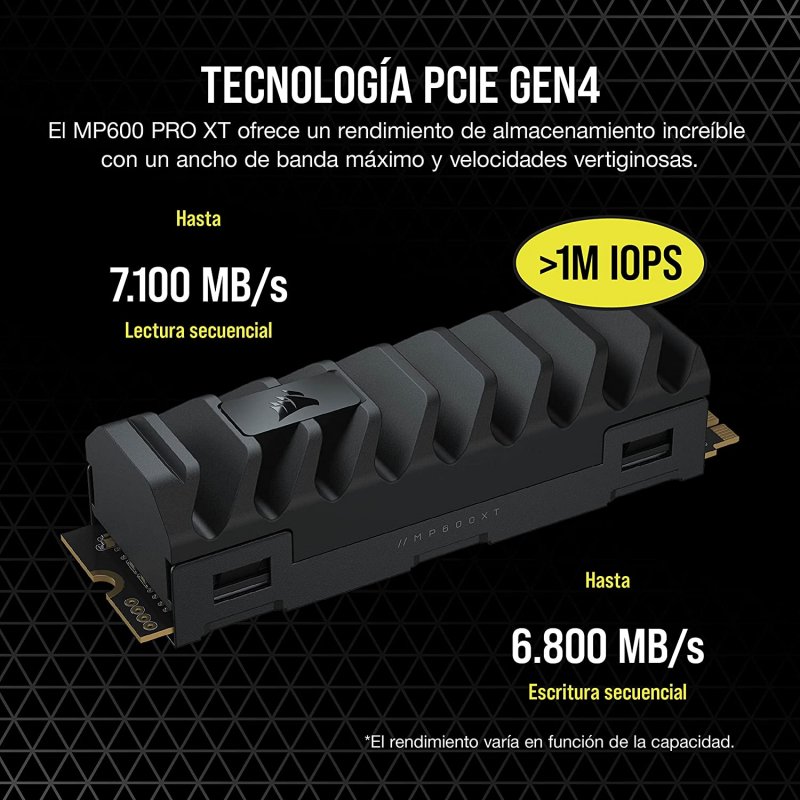 TECNOLOGÍA PCIE GEN4
El MP600 PRO XT ofrece un rendimiento de almacenamiento increíble
con un ancho de banda máximo y velocidades vertiginosas.
Hasta
7.100 MB/s
Lectura secuencial
>1M IOPS
//MP600XT
Hasta
6.800 MB/s
Escritura secuencial
*El rendimiento varía en función de la capacidad.